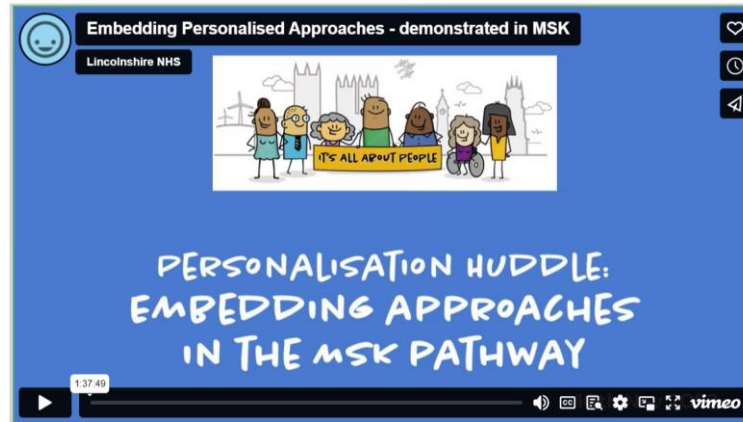 Embedding Personalised Approaches - demonstrated in MSK
Lincolnshire NHS
IT'S ALL ABOUT PEOPLE
PERSONALISATION HUDDLE:
EMBEDDING APPROACHES
IN THE MSK PATHWAY
1:37:49
CC
vimeo